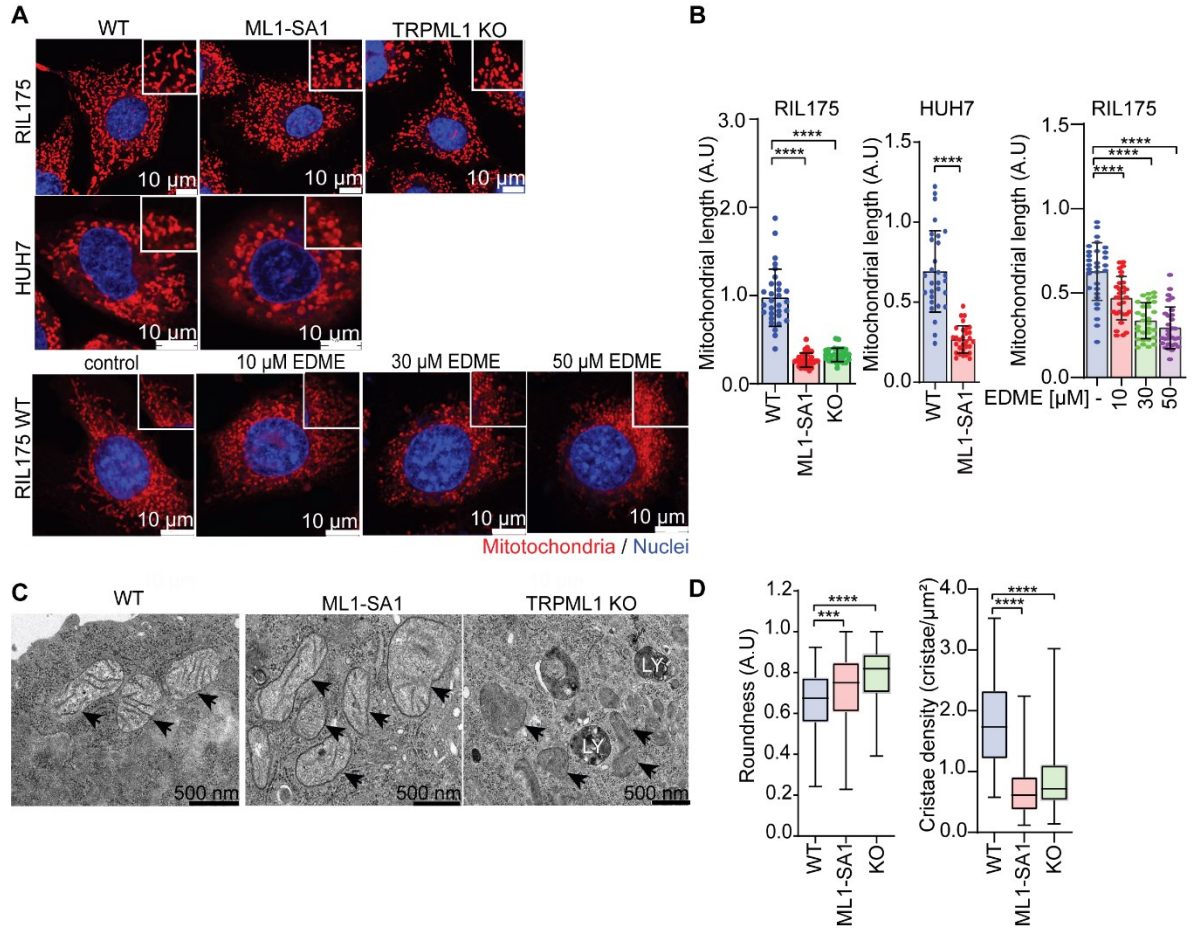 A
WT
ML1-SA1
TRPML1 KO
RIL175
10 µm
10 µm
10 µm
HUH7
10 µm
10 µm
control
10 µM EDME
30 µM EDME
50 µM EDME
RIL175 WT
10 µm
10 µm
10 µm
10 µm
Mitotochondria / Nuclei
B
RIL175
Mitochondrial length (A.U)
3.0
2.0
1.0
0.0
****
****
WT
ML1-SA1
KO
HUH7
Mitochondrial length (A.U)
1.5
1.0
0.5
0.0
****
WT
ML1-SA1
RIL175
Mitochondrial length (A.U)
1.5
1.0
0.5
0.0
****
****
****
EDME [µM] - 10 30 50
C
WT
ML1-SA1
TRPML1 KO
LY
LY
500 nm
500 nm
500 nm
D
Roundness (A.U)
1.2
1.0
0.8
0.6
0.4
0.2
0.0
****
***
WT
ML1-SA1
KO
Cristae density (cristae/µm²)
4.0
3.0
2.0
1.0
0.0
****
****
WT
ML1-SA1
KO